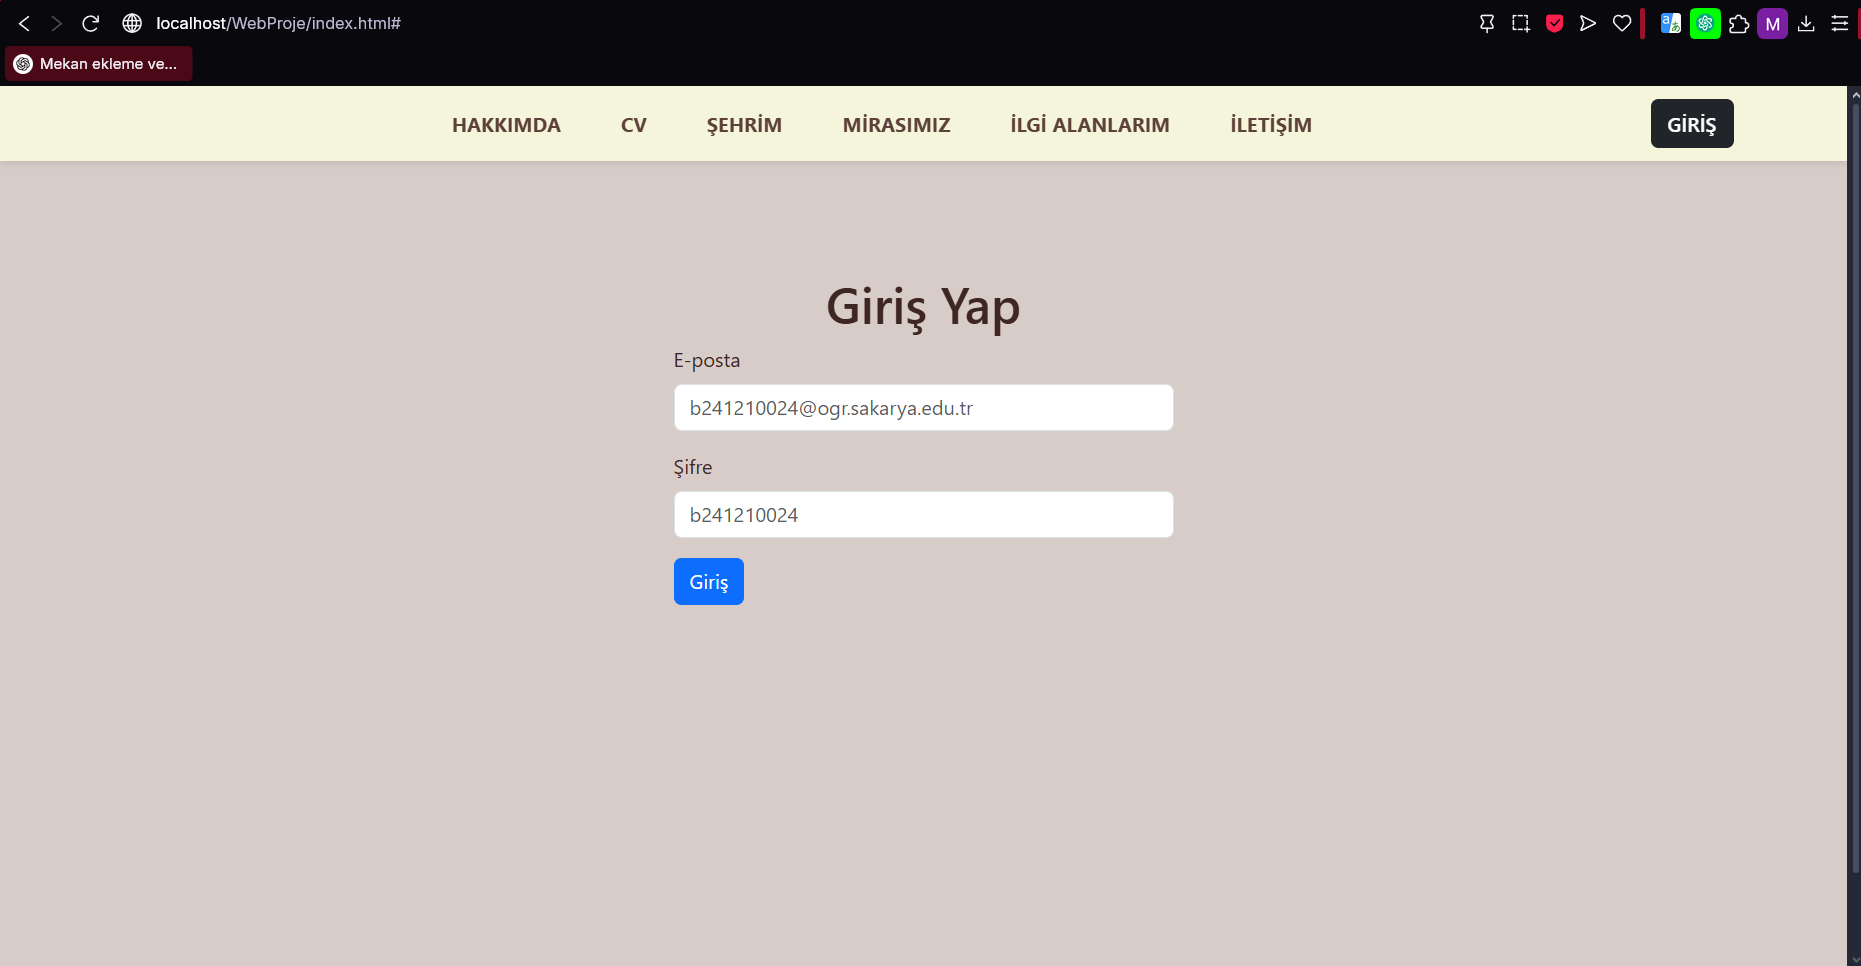 localhost/WebProje/index.html#
M
Mekan ekleme ve...
HAKKIMDA CV ŞEHRİM MİRASIMIZ İLGİ ALANLARIM İLETİŞİM GİRİŞ
Giriş Yap
E-posta
b241210024@ogr.sakarya.edu.tr
Şifre
b241210024
Giriş